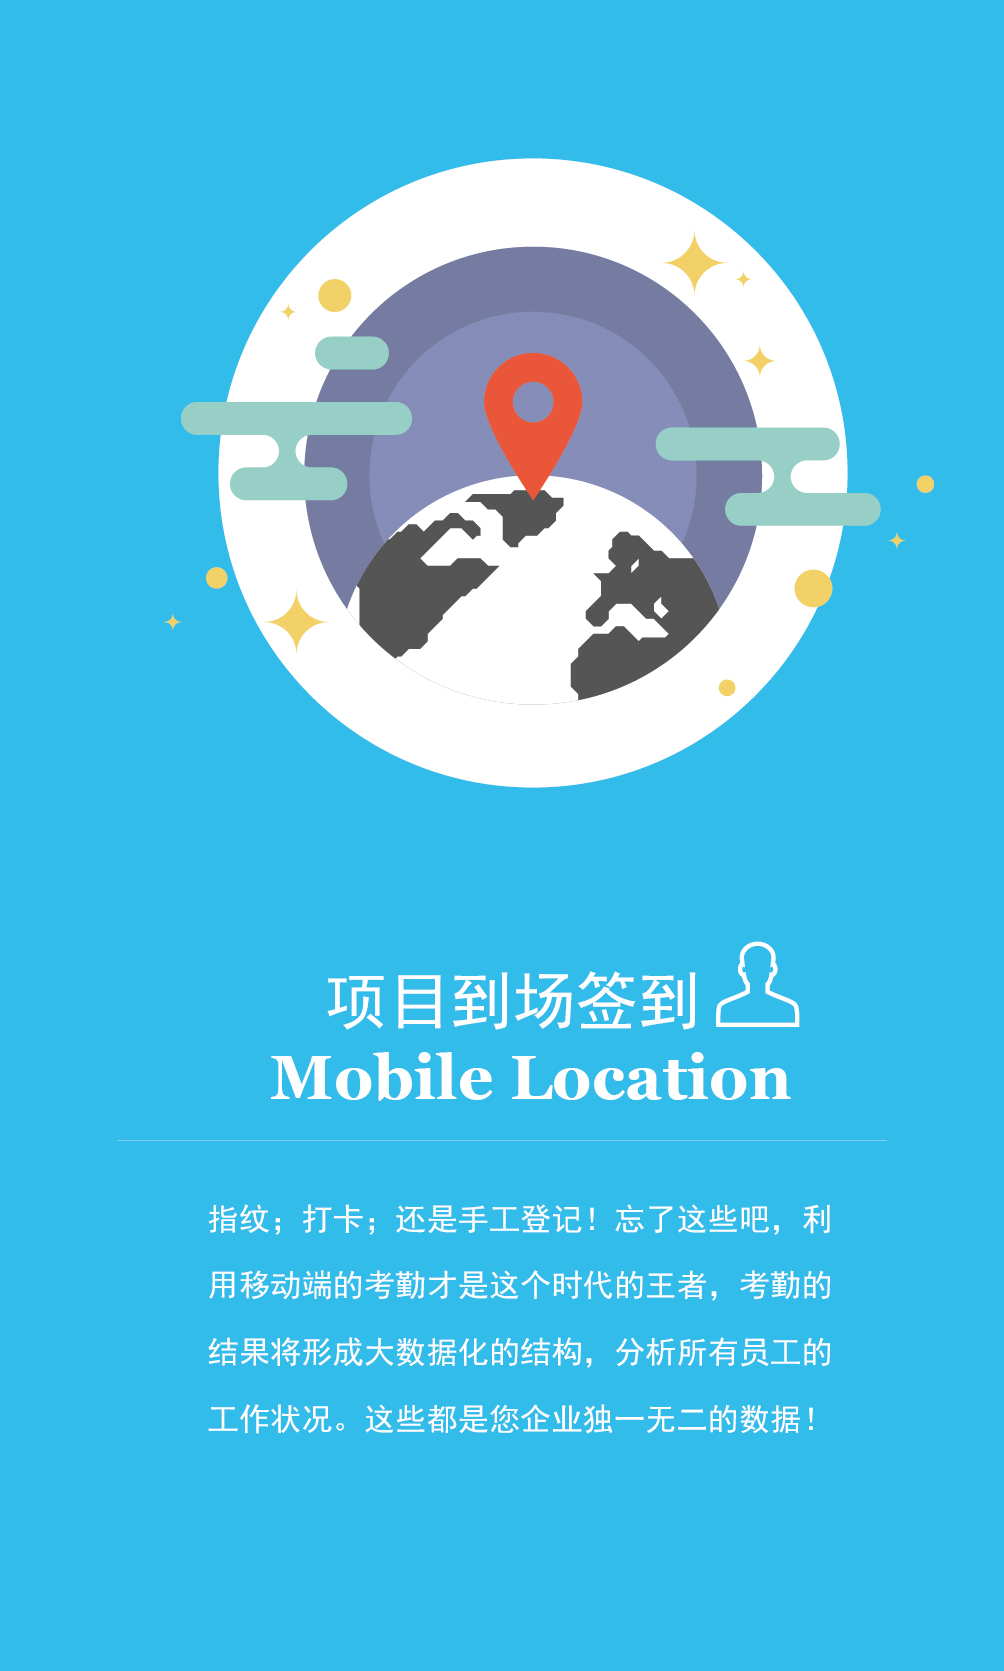 项目到场签到
Mobile Location
指纹；打卡；还是手工登记！忘了这些吧，利
用移动端的考勤才是这个时代的王者，考勤的
结果将形成大数据化的结构，分析所有员工的
工作状况。这些都是您企业独一无二的数据！